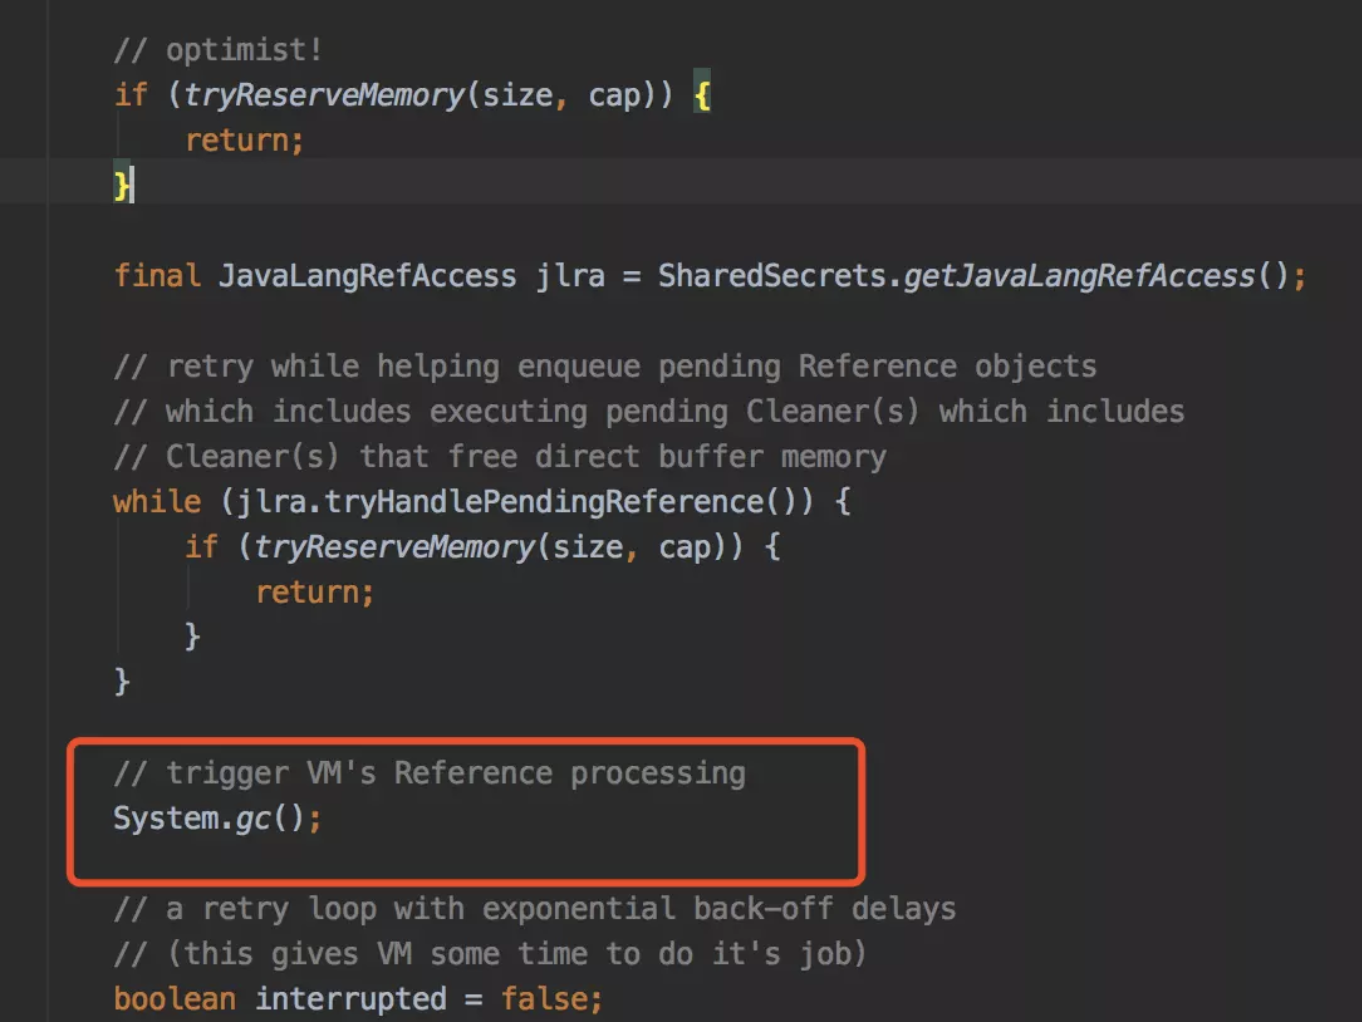 // optimist!
if (tryReserveMemory(size, cap)) {
return;
}
final JavaLangRefAccess jlra = SharedSecrets.getJavaLangRefAccess();
// retry while helping enqueue pending Reference objects
// which includes executing pending Cleaner(s) which includes
// Cleaner(s) that free direct buffer memory
while (jlra.tryHandlePendingReference()) {
if (tryReserveMemory(size, cap)) {
return;
}
}
// trigger VM's Reference processing
System.gc();
// a retry loop with exponential back-off delays
// (this gives VM some time to do it's job)
boolean interrupted = false;